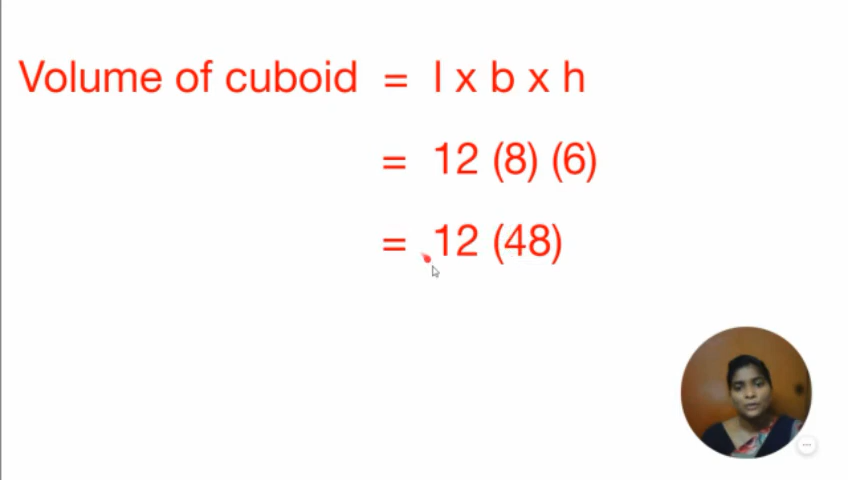 Volume of cuboid = l x b x h
= 12 (8) (6)
= 12 (48)